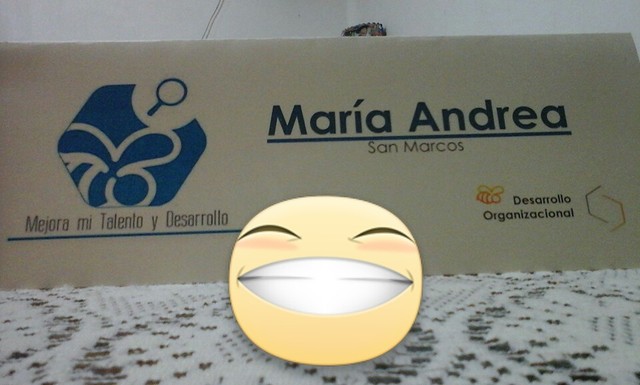 María Andrea
San Marcos
Mejora mi Talento y Desarrollo
Desarrollo
Organizacional